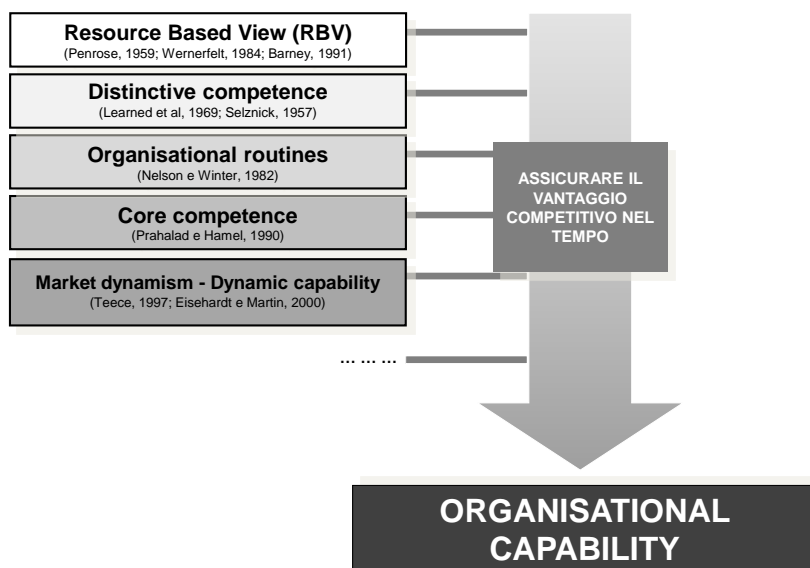 Resource Based View (RBV)
(Penrose, 1959; Wernerfelt, 1984; Barney, 1991)
Distinctive competence
(Learned et al, 1969; Selznick, 1957)
Organisational routines
(Nelson e Winter, 1982)
Core competence
(Prahalad e Hamel, 1990)
Market dynamism - Dynamic capability
(Teece, 1997; Eisehardt e Martin, 2000)
... ... ...
ASSICURARE IL
VANTAGGIO
COMPETITIVO NEL
TEMPO
ORGANISATIONAL
CAPABILITY